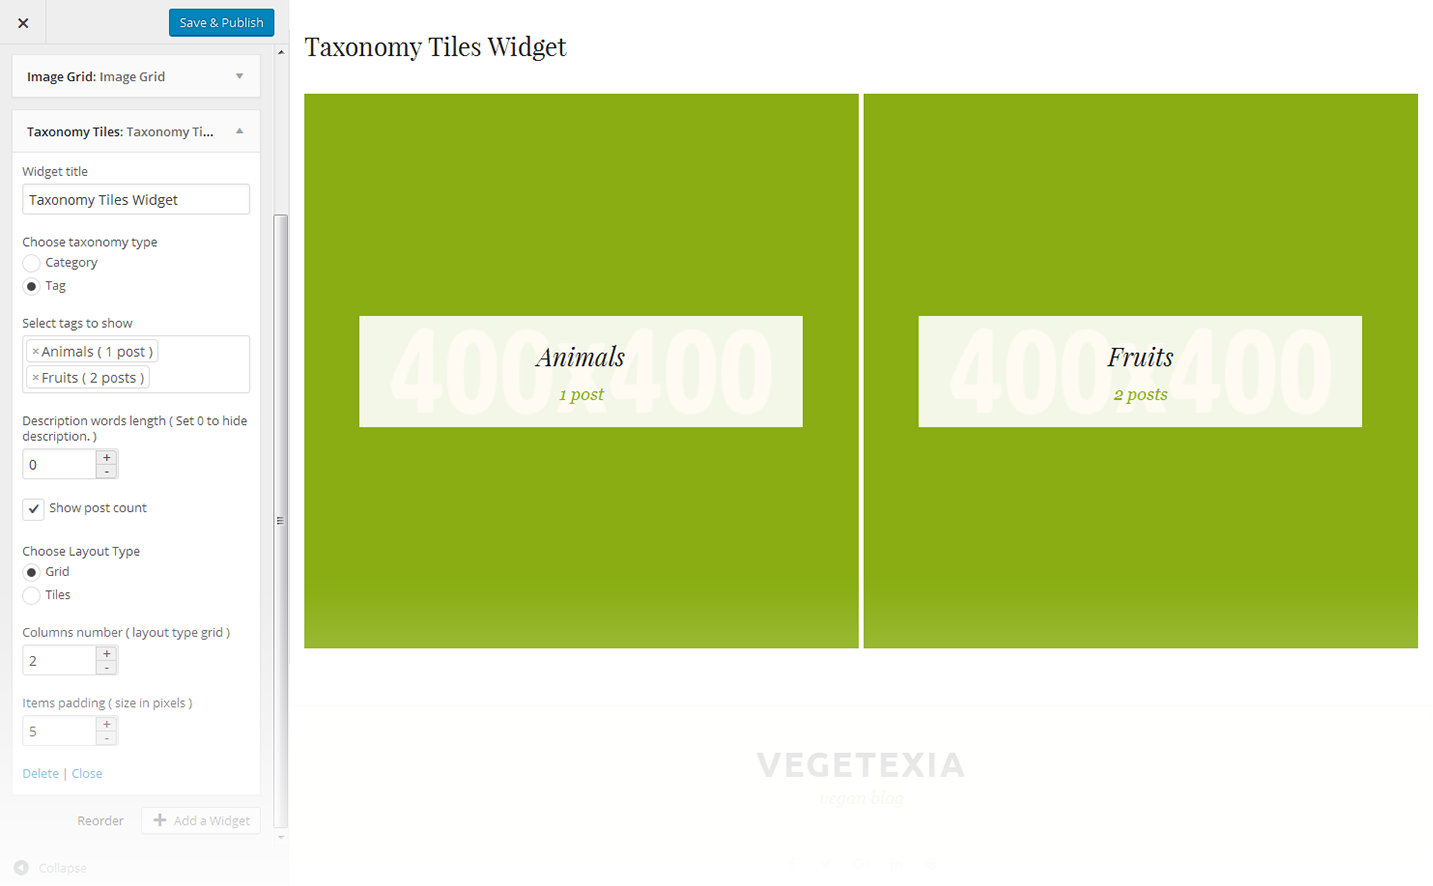 Save & Publish
Image Grid: Image Grid
Taxonomy Tiles: Taxonomy Ti...
Widget title
Taxonomy Tiles Widget
Choose taxonomy type
Category
Tag
Select tags to show
×Animals ( 1 post )
×Fruits ( 2 posts )
Description words length ( Set 0 to hide
description. )
0
+
-
Show post count
Choose Layout Type
Grid
Tiles
Columns number ( layout type grid )
2
+
-
Items padding ( size in pixels )
5
+
-
Delete | Close
Reorder
+ Add a Widget
Collapse
Taxonomy Tiles Widget
400x400
Animals
1 post
400x400
Fruits
2 posts
VEGETEXIA
vegan blog